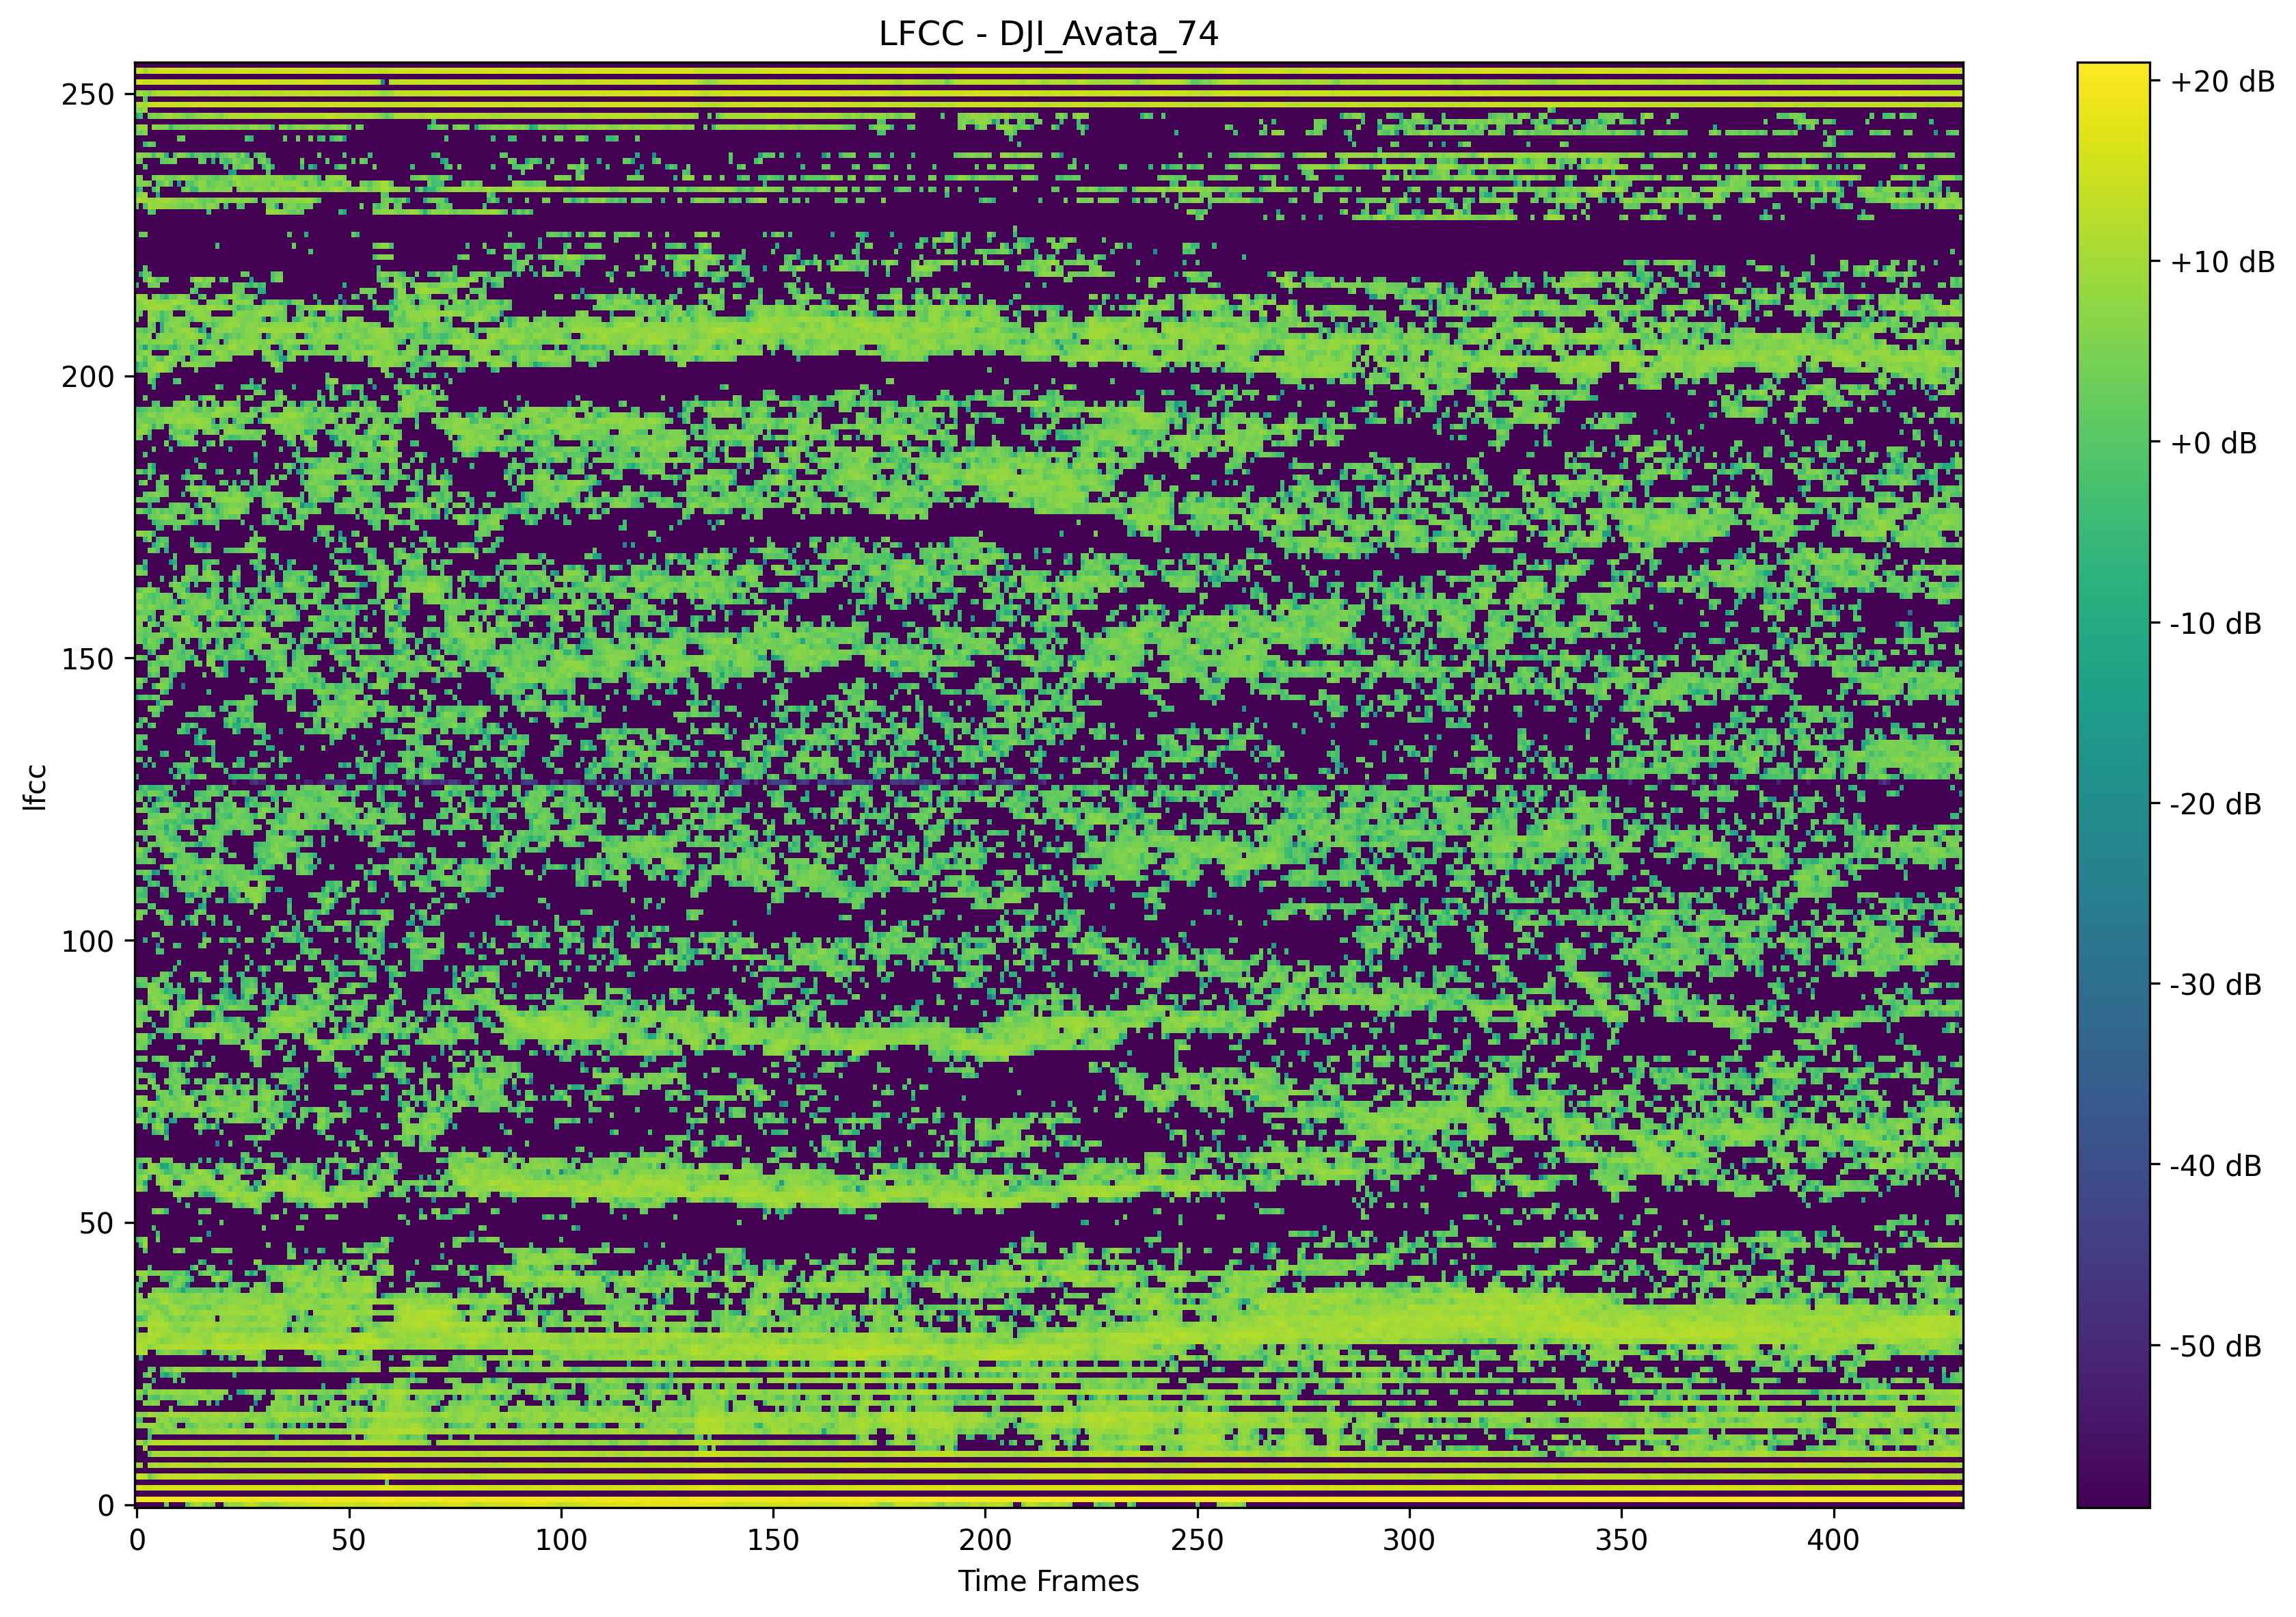 LFCC - DJI_Avata_74
250
200
150
100
50
0
lfcc
0 50 100 150 200 250 300 350 400
Time Frames
+20 dB
+10 dB
+0 dB
-10 dB
-20 dB
-30 dB
-40 dB
-50 dB